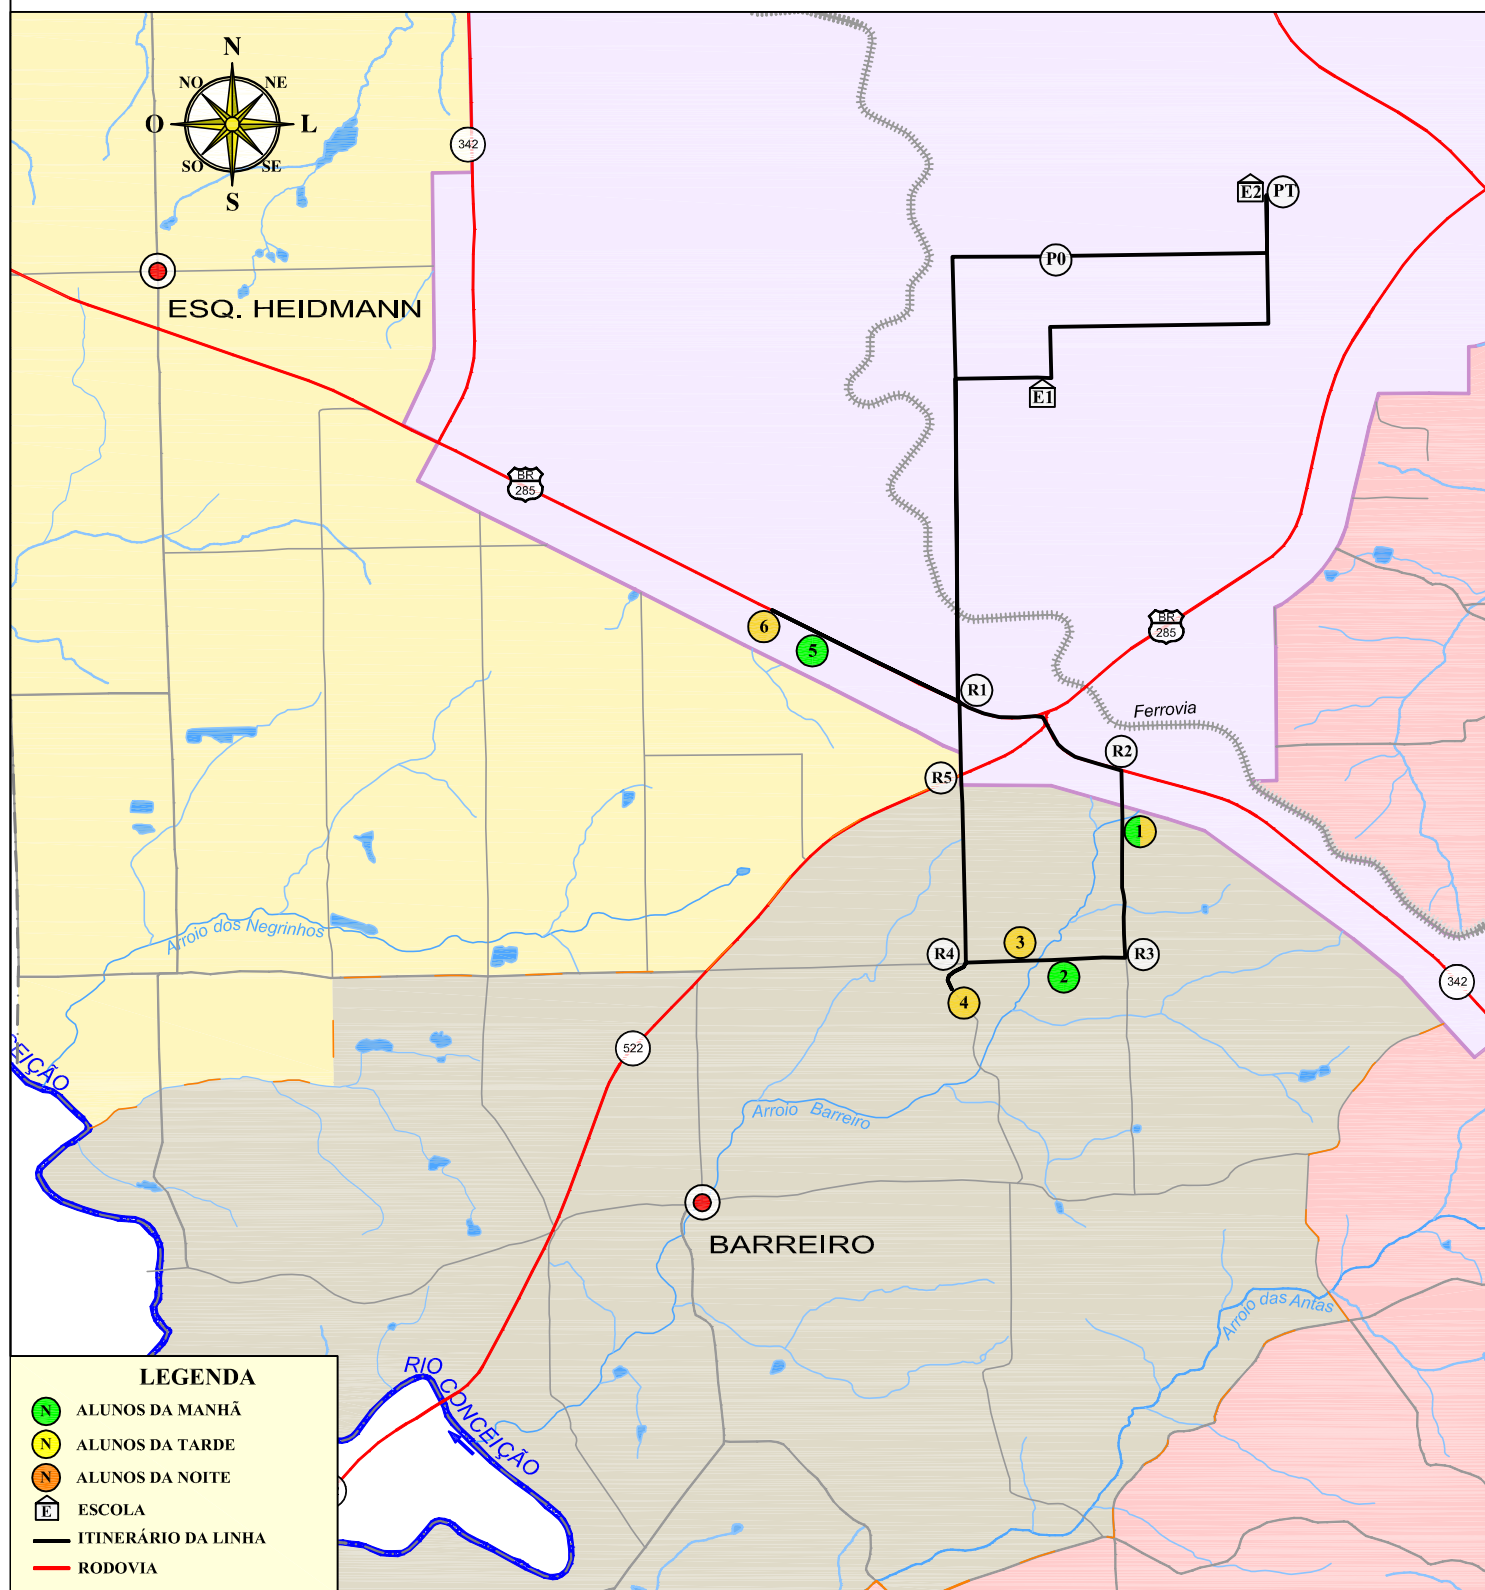 N
NO
NE
O
L
SO
SE
S
342
E2
PT
P0
ESQ. HEIDMANN
E1
BR
285
6
5
BR
285
R1
Ferrovia
R2
R5
1
Arroio dos Negrinhos
3
R4
R3
2
4
342
522
EIÇÃO
Arroio Barreiro
BARREIRO
Arroio das Antas
RIO CONCEIÇÃO
LEGENDA
N ALUNOS DA MANHÃ
N ALUNOS DA TARDE
N ALUNOS DA NOITE
E ESCOLA
ITINERÁRIO DA LINHA
RODOVIA